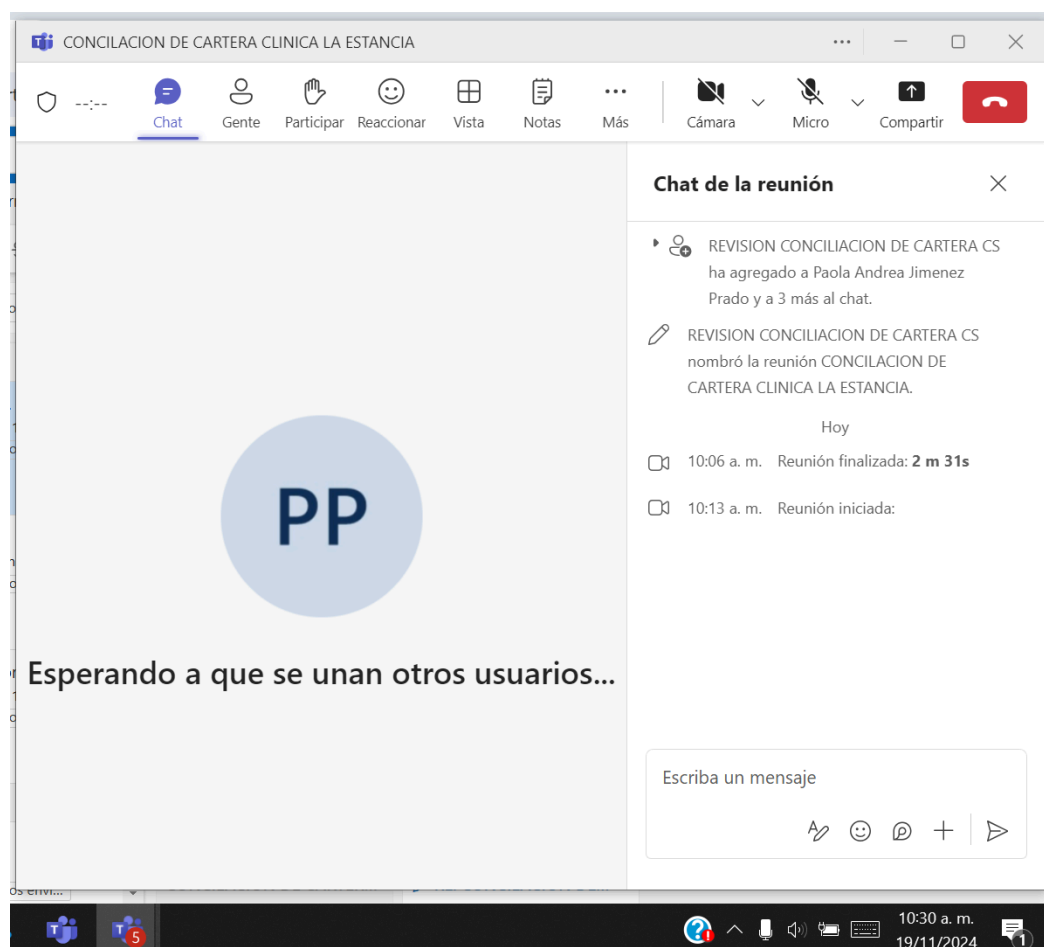 CONCILACION DE CARTERA CLINICA LA ESTANCIA
--:--
Chat
Gente
Participar
Reaccionar
Vista
Notas
Más
Cámara
Micro
Compartir
Chat de la reunión
REVISION CONCILIACION DE CARTERA CS
ha agregado a Paola Andrea Jimenez
Prado y a 3 más al chat.
REVISION CONCILIACION DE CARTERA CS
nombró la reunión CONCILACION DE
CARTERA CLINICA LA ESTANCIA.
Hoy
10:06 a. m. Reunión finalizada: 2 m 31s
10:13 a. m. Reunión iniciada:
PP
Esperando a que se unan otros usuarios...
Escriba un mensaje
5
10:30 a. m.
19/11/2024
1